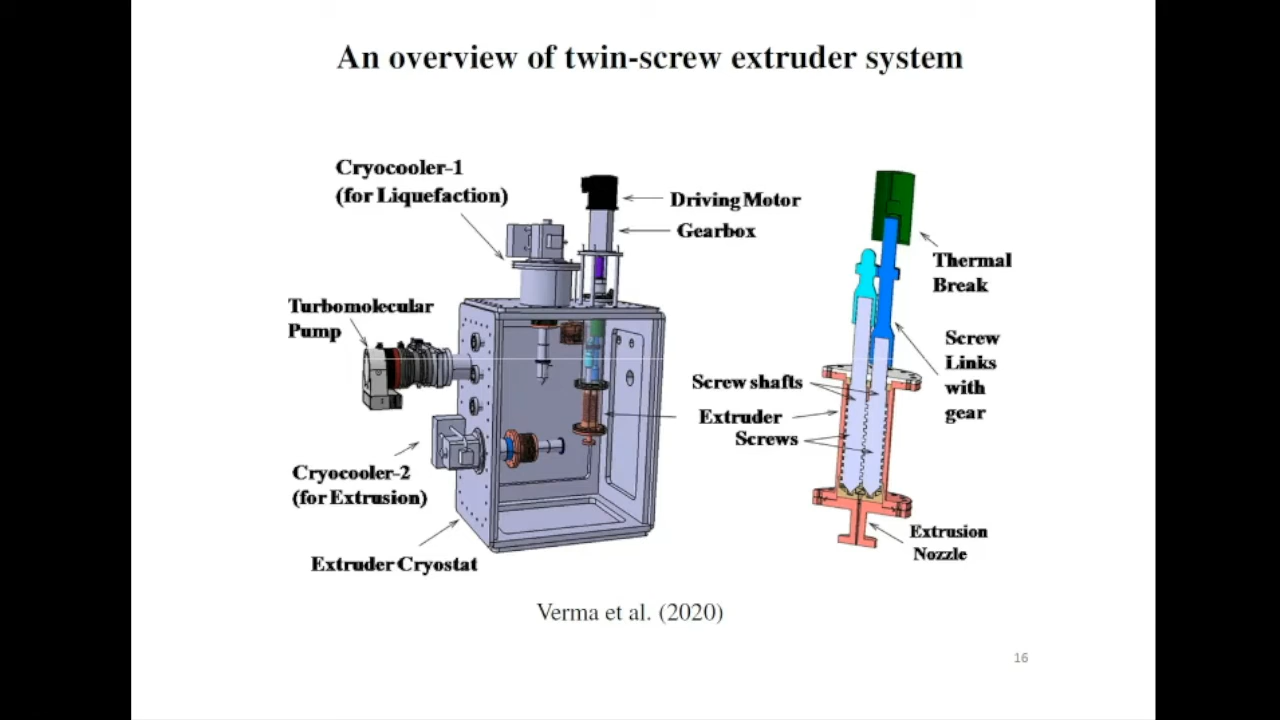 An overview of twin-screw extruder system
Cryocooler-1
(for Liquefaction)
Driving Motor
Gearbox
Thermal
Break
Turbomolecular
Pump
Screw
Links
with
gear
Screw shafts
Extruder
Screws
Cryocooler-2
(for Extrusion)
Extrusion
Nozzle
Extruder Cryostat
Verma et al. (2020)
16